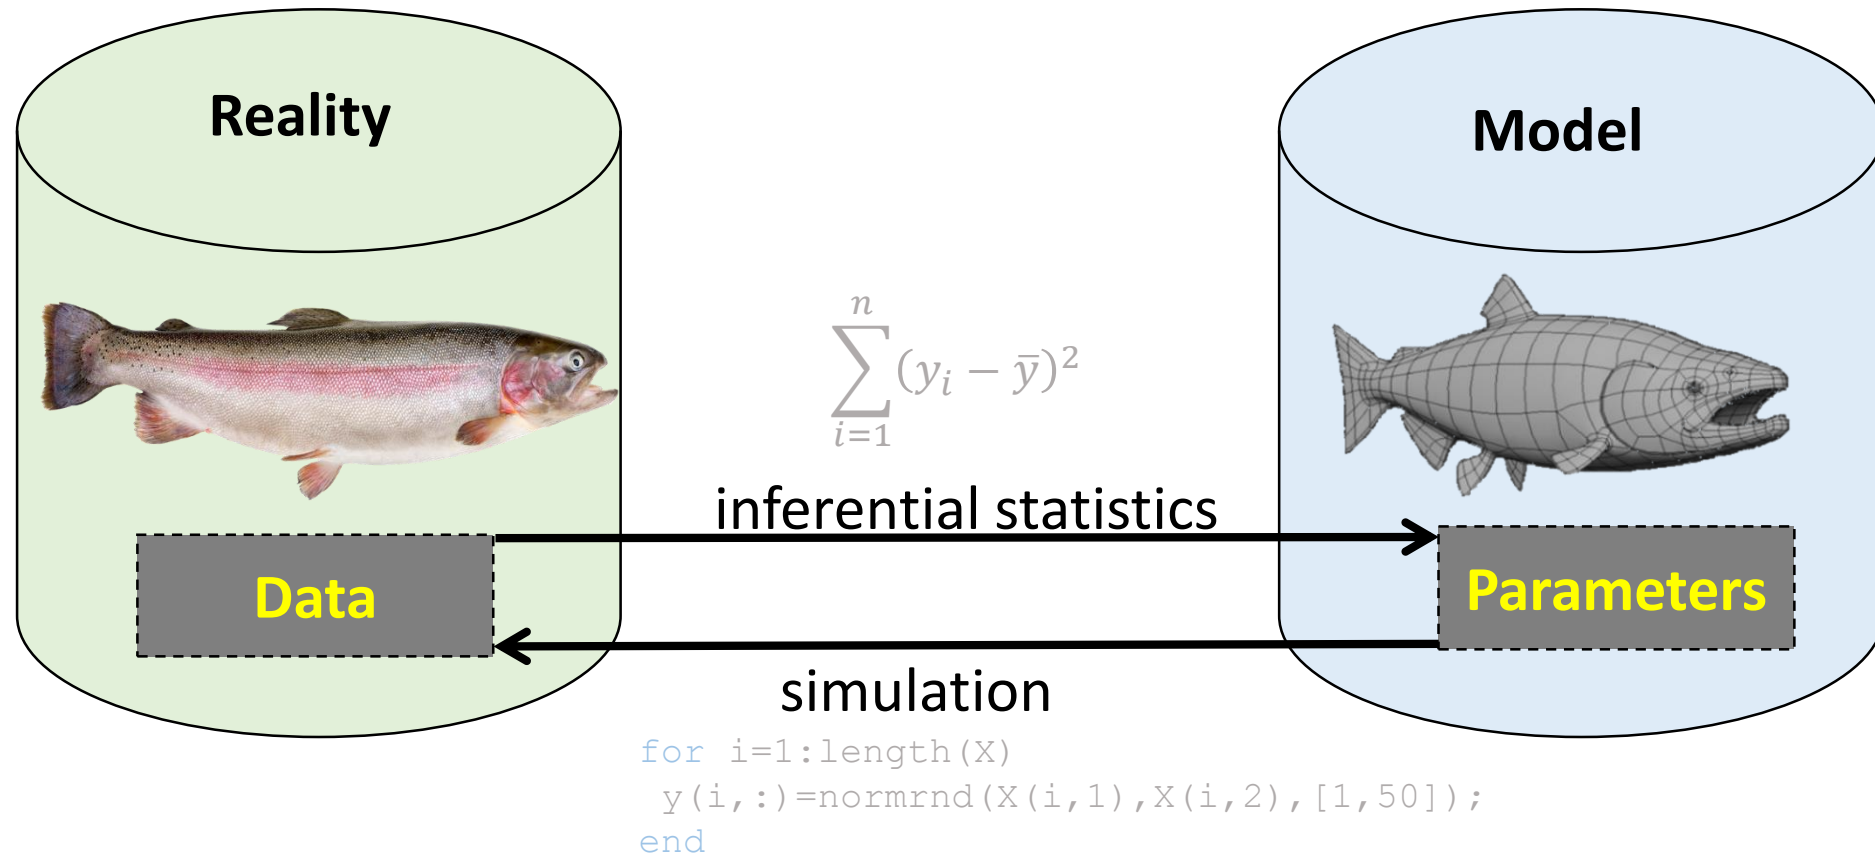 Reality
Model
n
∑(yᵢ − ȳ)²
i=1
inferential statistics
Data
Parameters
simulation
for i=1:length(X)
y(i,:)=normrnd(X(i,1),X(i,2),[1,50]);
end